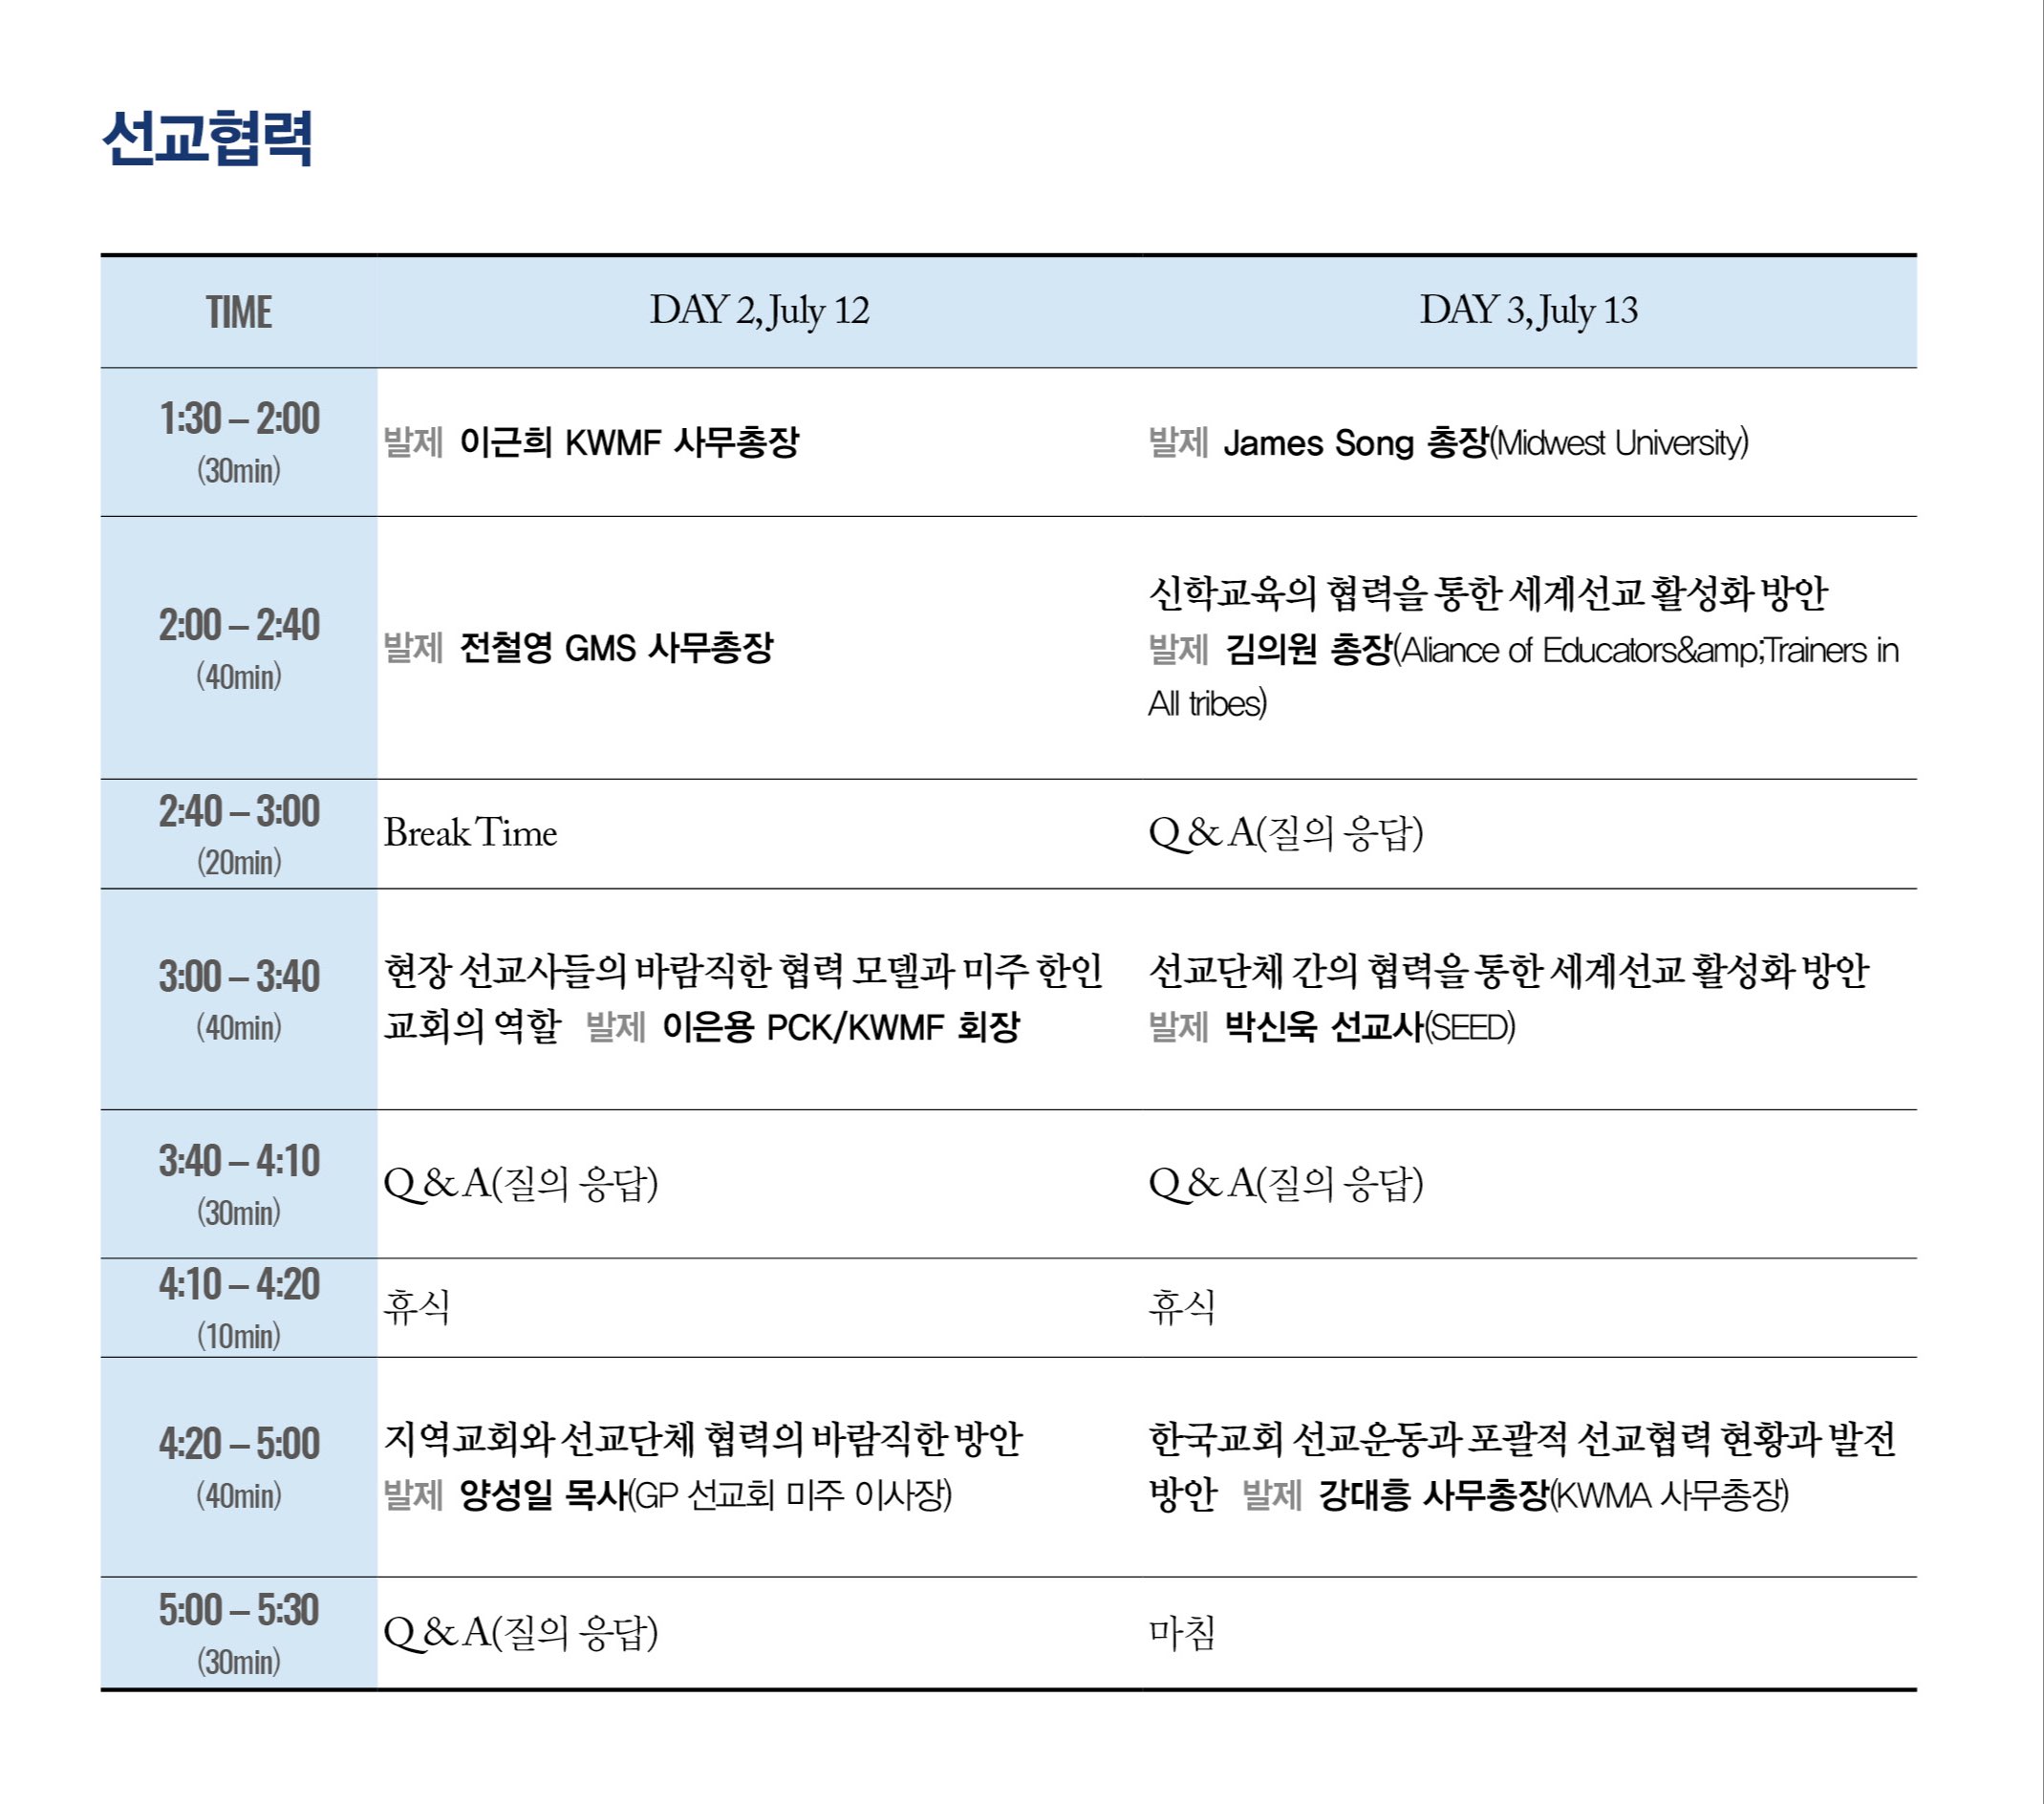 선교협력
TIME
DAY 2, July 12
DAY 3, July 13
1:30 – 2:00
(30min)
발제 이근희 KWMF 사무총장
발제 James Song 총장(Midwest University)
2:00 – 2:40
(40min)
발제 전철영 GMS 사무총장
신학교육의 협력을 통한 세계선교 활성화 방안
발제 김의원 총장(Aliance of Educators&amp;Trainers in
All tribes)
2:40 – 3:00
(20min)
Break Time
Q & A(질의 응답)
3:00 – 3:40
(40min)
현장 선교사들의 바람직한 협력 모델과 미주 한인
교회의 역할 발제 이은용 PCK/KWMF 회장
선교단체 간의 협력을 통한 세계선교 활성화 방안
발제 박신욱 선교사(SEED)
3:40 – 4:10
(30min)
Q & A(질의 응답)
Q & A(질의 응답)
4:10 – 4:20
(10min)
휴식
휴식
4:20 – 5:00
(40min)
지역교회와 선교단체 협력의 바람직한 방안
발제 양성일 목사(GP 선교회 미주 이사장)
한국교회 선교운동과 포괄적 선교협력 현황과 발전
방안 발제 강대흥 사무총장(KWMA 사무총장)
5:00 – 5:30
(30min)
Q & A(질의 응답)
마침